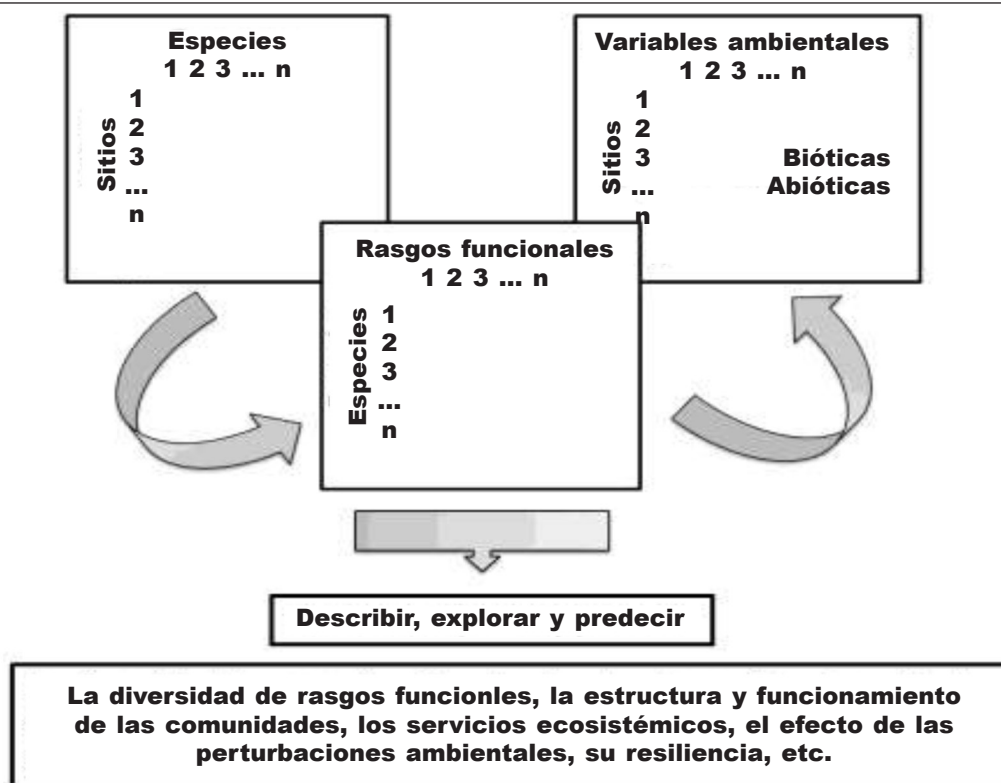 Especies
1 2 3 ... n
Sitios
1
2
3
...
n
Variables ambientales
1 2 3 ... n
Sitios
1
2
3
...
n
Bióticas
Abióticas
Rasgos funcionales
1 2 3 ... n
Especies
1
2
3
...
n
Describir, explorar y predecir
La diversidad de rasgos funcionles, la estructura y funcionamiento
de las comunidades, los servicios ecosistémicos, el efecto de las
perturbaciones ambientales, su resiliencia, etc.